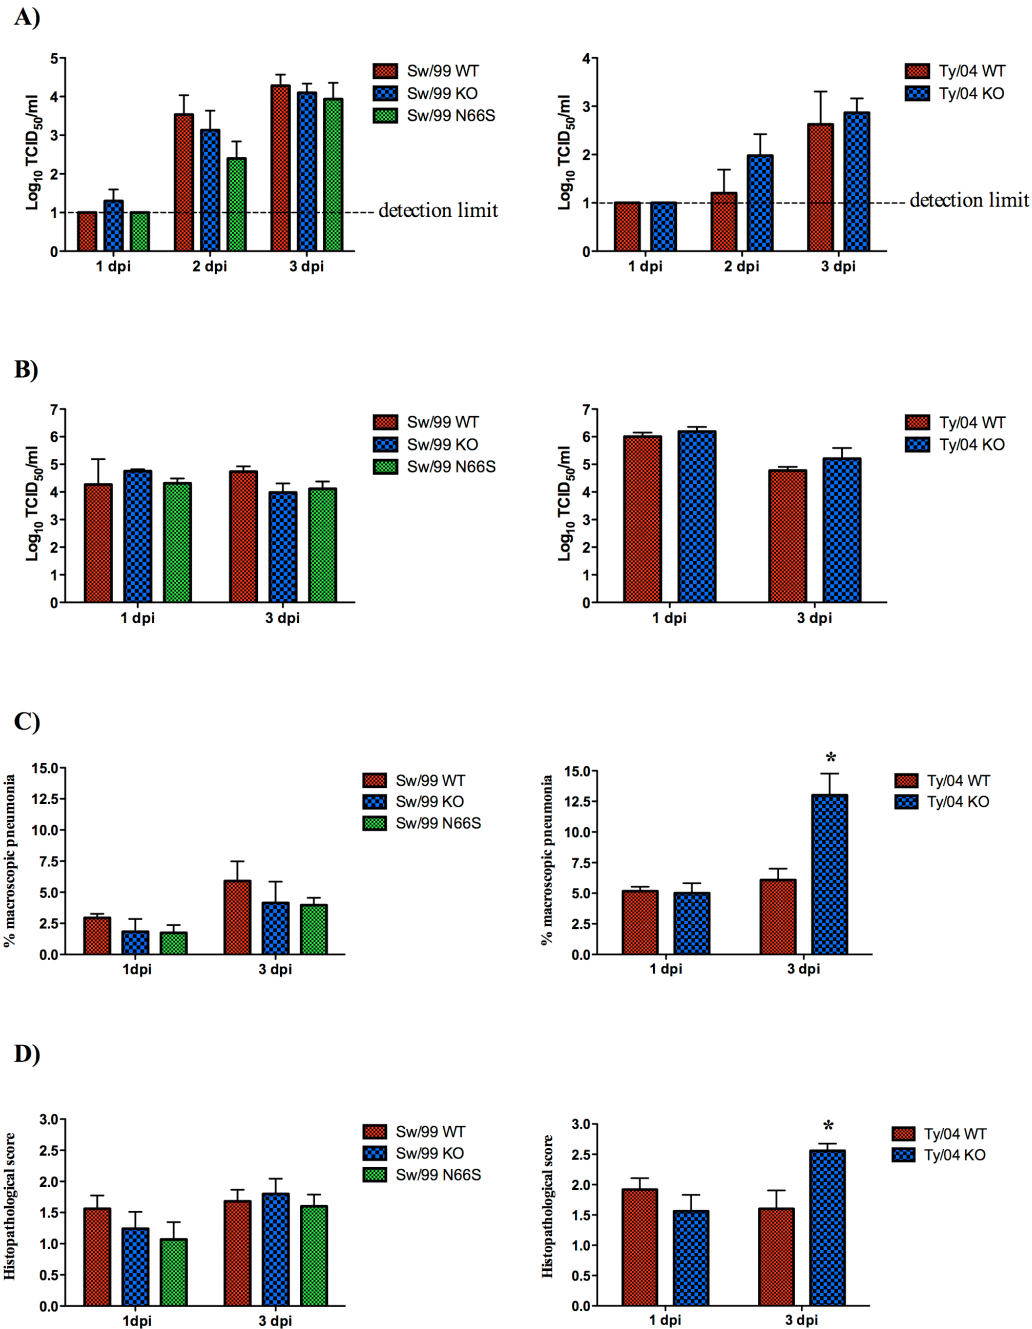 A)
Log10 TCID50/ml
5
4
3
2
1
0
1 dpi
2 dpi
3 dpi
Sw/99 WT
Sw/99 KO
Sw/99 N66S
detection limit
Log10 TCID50/ml
4
3
2
1
0
1 dpi
2 dpi
3 dpi
Ty/04 WT
Ty/04 KO
detection limit
B)
Log10 TCID50/ml
7
6
5
4
3
2
1
0
1 dpi
3 dpi
Sw/99 WT
Sw/99 KO
Sw/99 N66S
Log10 TCID50/ml
7
6
5
4
3
2
1
0
1 dpi
3 dpi
Ty/04 WT
Ty/04 KO
C)
% macroscopic pneumonia
15.0
12.5
10.0
7.5
5.0
2.5
0.0
1dpi
3 dpi
Sw/99 WT
Sw/99 KO
Sw/99 N66S
% macroscopic pneumonia
15.0
12.5
10.0
7.5
5.0
2.5
0.0
1 dpi
3 dpi
*
Ty/04 WT
Ty/04 KO
D)
Histopathological score
3.0
2.5
2.0
1.5
1.0
0.5
0.0
1dpi
3 dpi
Sw/99 WT
Sw/99 KO
Sw/99 N66S
Histopathological score
3.0
2.5
2.0
1.5
1.0
0.5
0.0
1 dpi
3 dpi
*
Ty/04 WT
Ty/04 KO